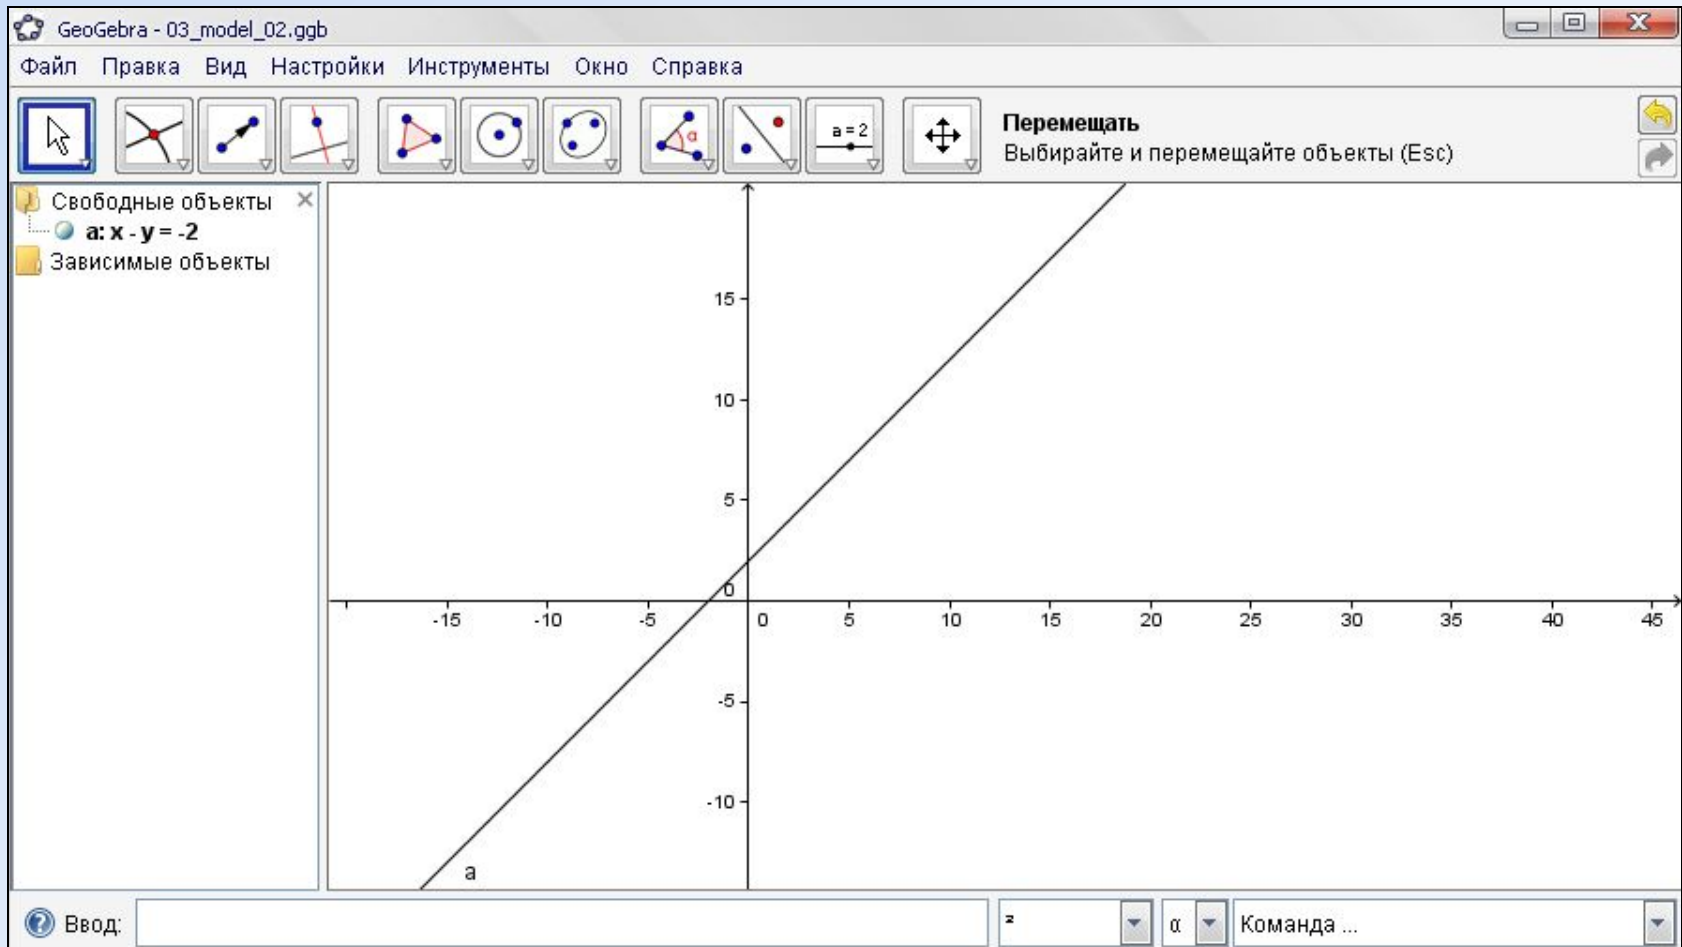 GeoGebra - 03_model_02.ggb
Файл Правка Вид Настройки Инструменты Окно Справка
α
a = 2
Перемещать
Выбирайте и перемещайте объекты (Esc)
Свободные объекты
a: x - y = -2
Зависимые объекты
15
10
5
0
-15 -10 -5 0 5 10 15 20 25 30 35 40 45
-5
-10
a
Ввод: ² α Команда ...